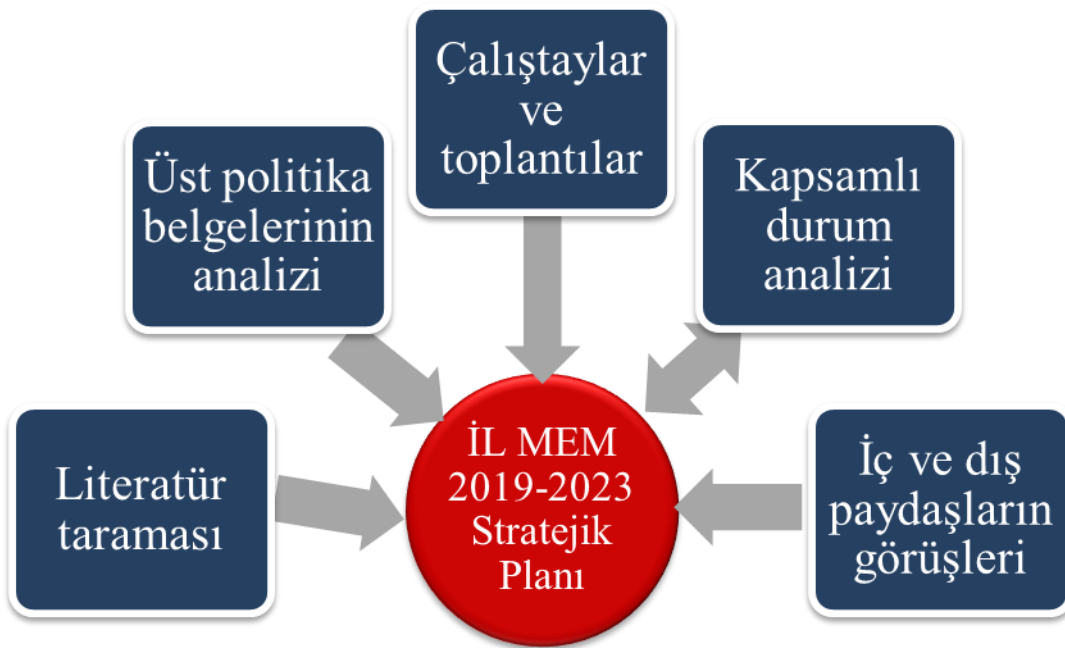 Çalıştaylar
ve
toplantılar
Üst politika
belgelerinin
analizi
Kapsamlı
durum
analizi
Literatür
taraması
İL MEM
2019-2023
Stratejik
Planı
İç ve dış
paydaşların
görüşleri